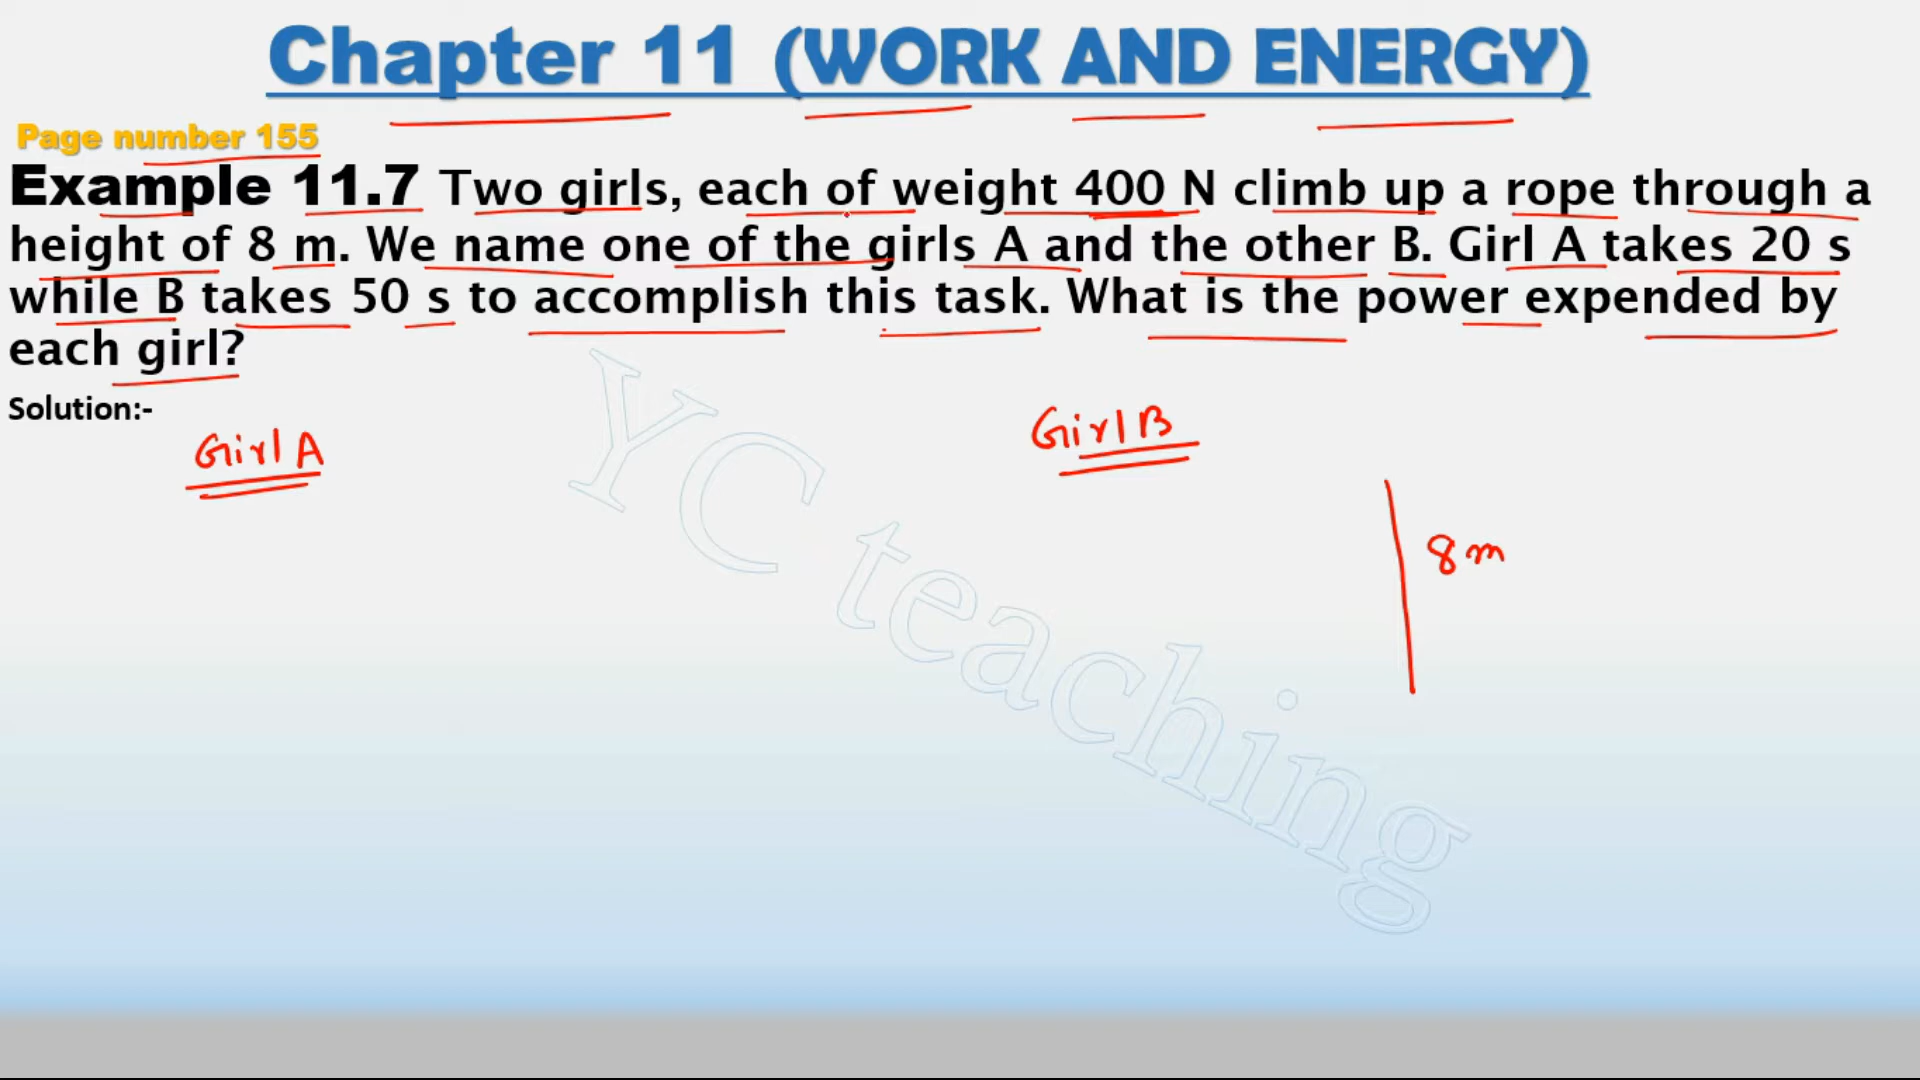 Chapter 11 (WORK AND ENERGY)
Page number 155
Example 11.7 Two girls, each of weight 400 N climb up a rope through a
height of 8 m. We name one of the girls A and the other B. Girl A takes 20 s
while B takes 50 s to accomplish this task. What is the power expended by
each girl?
Solution:-
Girl A
Girl B
8 m
YC teaching